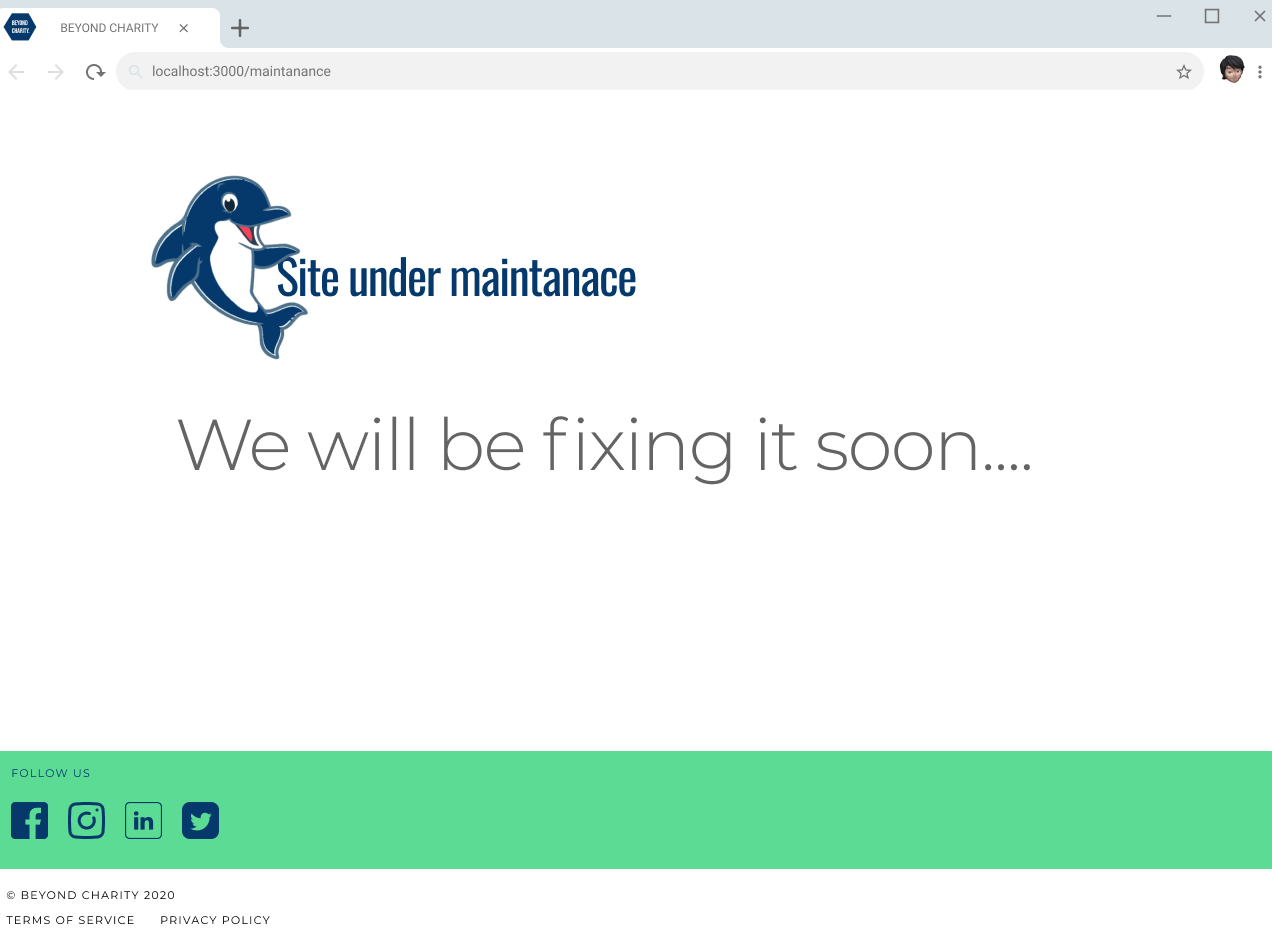 BEYOND
CHARITY.
BEYOND CHARITY
localhost:3000/maintanance
Site under maintanace
We will be fixing it soon....
FOLLOW US
in
© BEYOND CHARITY 2020
TERMS OF SERVICE PRIVACY POLICY